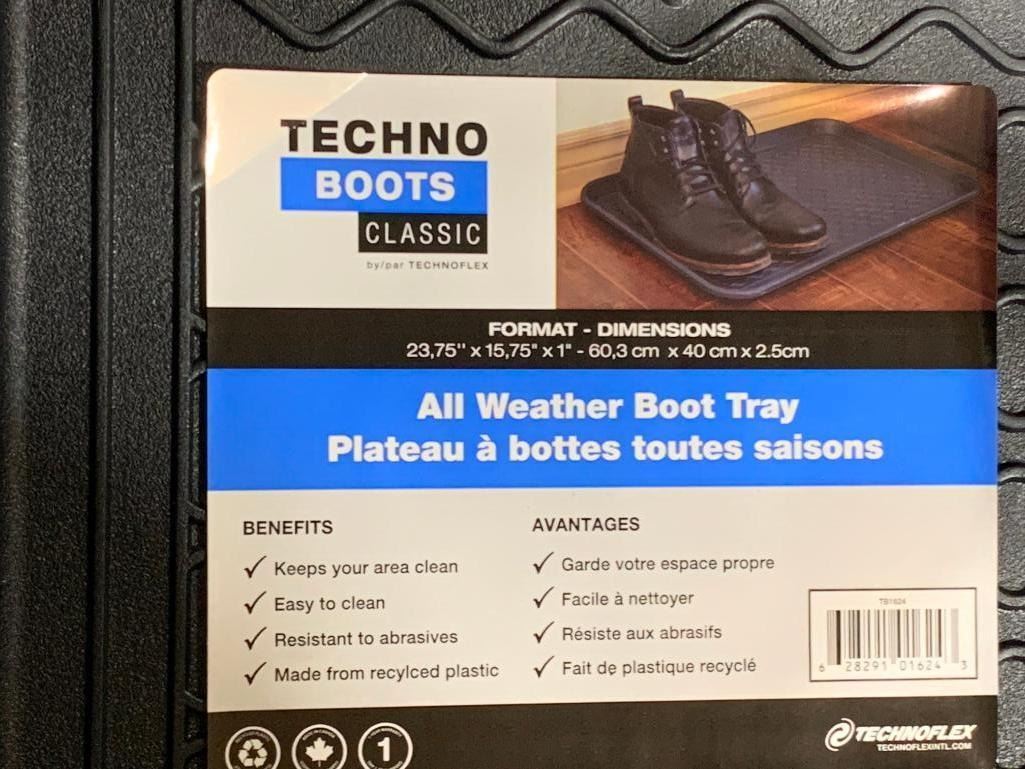 TECHNO
BOOTS
CLASSIC
by/par TECHNOFLEX
FORMAT - DIMENSIONS
23,75'' x 15,75" x 1" - 60,3 cm x 40 cm x 2.5cm
All Weather Boot Tray
Plateau à bottes toutes saisons
BENEFITS
✓ Keeps your area clean
✓ Easy to clean
✓ Resistant to abrasives
✓ Made from recylced plastic
AVANTAGES
✓ Garde votre espace propre
✓ Facile à nettoyer
✓ Résiste aux abrasifs
✓ Fait de plastique recyclé
TB1624
6 28291 01624 3
1
TECHNOFLEX
TECHNOFLEXINTL.COM